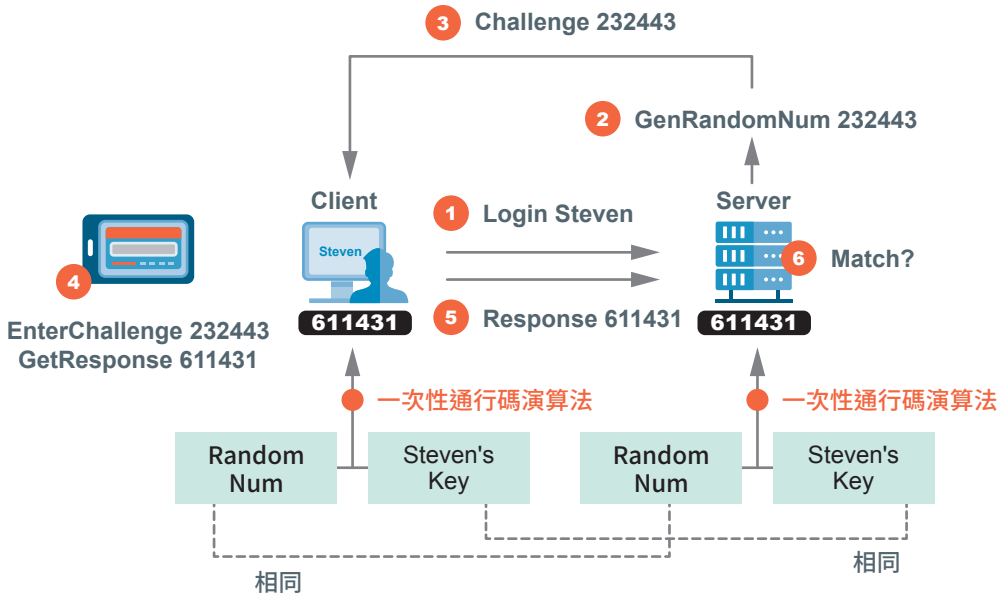 3 Challenge 232443
2 GenRandomNum 232443
Client
Server
1 Login Steven
Steven
6 Match?
4
5 Response 611431
611431
611431
EnterChallenge 232443
GetResponse 611431
一次性通行碼演算法
一次性通行碼演算法
Random
Num
Steven's
Key
Random
Num
Steven's
Key
相同
相同